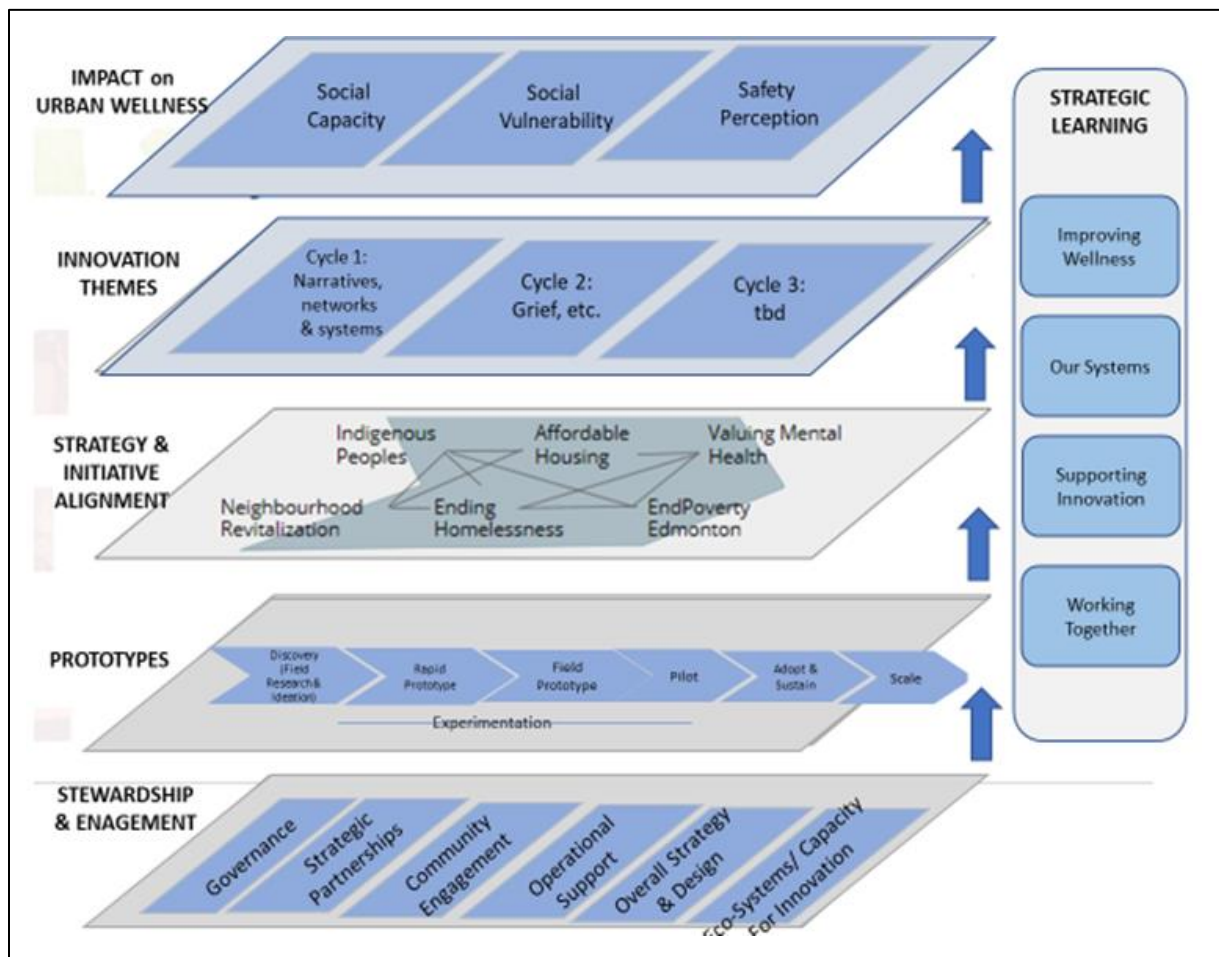 IMPACT on
URBAN WELLNESS
Social
Capacity
Social
Vulnerability
Safety
Perception
STRATEGIC
LEARNING
Improving
Wellness
Our Systems
Supporting
Innovation
Working
Together
INNOVATION
THEMES
Cycle 1:
Narratives,
networks
& systems
Cycle 2:
Grief, etc.
Cycle 3:
tbd
STRATEGY &
INITIATIVE
ALIGNMENT
Indigenous
Peoples
Affordable
Housing
Valuing Mental
Health
Neighbourhood
Revitalization
Ending
Homelessness
EndPoverty
Edmonton
PROTOTYPES
Discovery
(Field
Research&
Ideation)
Rapid
Prototype
Field
Prototype
Pilot
Adopt &
Sustain
Scale
Experimentation
STEWARDSHIP
& ENAGEMENT
Governance
Strategic
Partnerships
Community
Engagement
Operational
Support
Overall Strategy
& Design
Eco-Systems/ Capacity
For Innovation